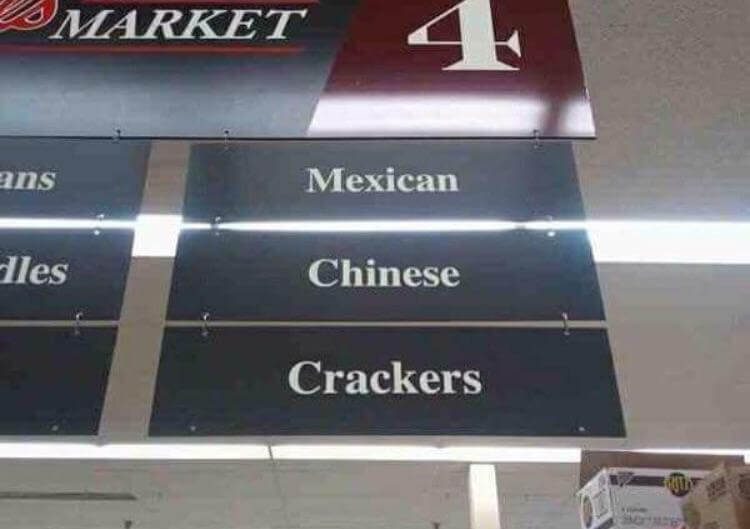 MARKET
4
ans
Mexican
dles
Chinese
Crackers